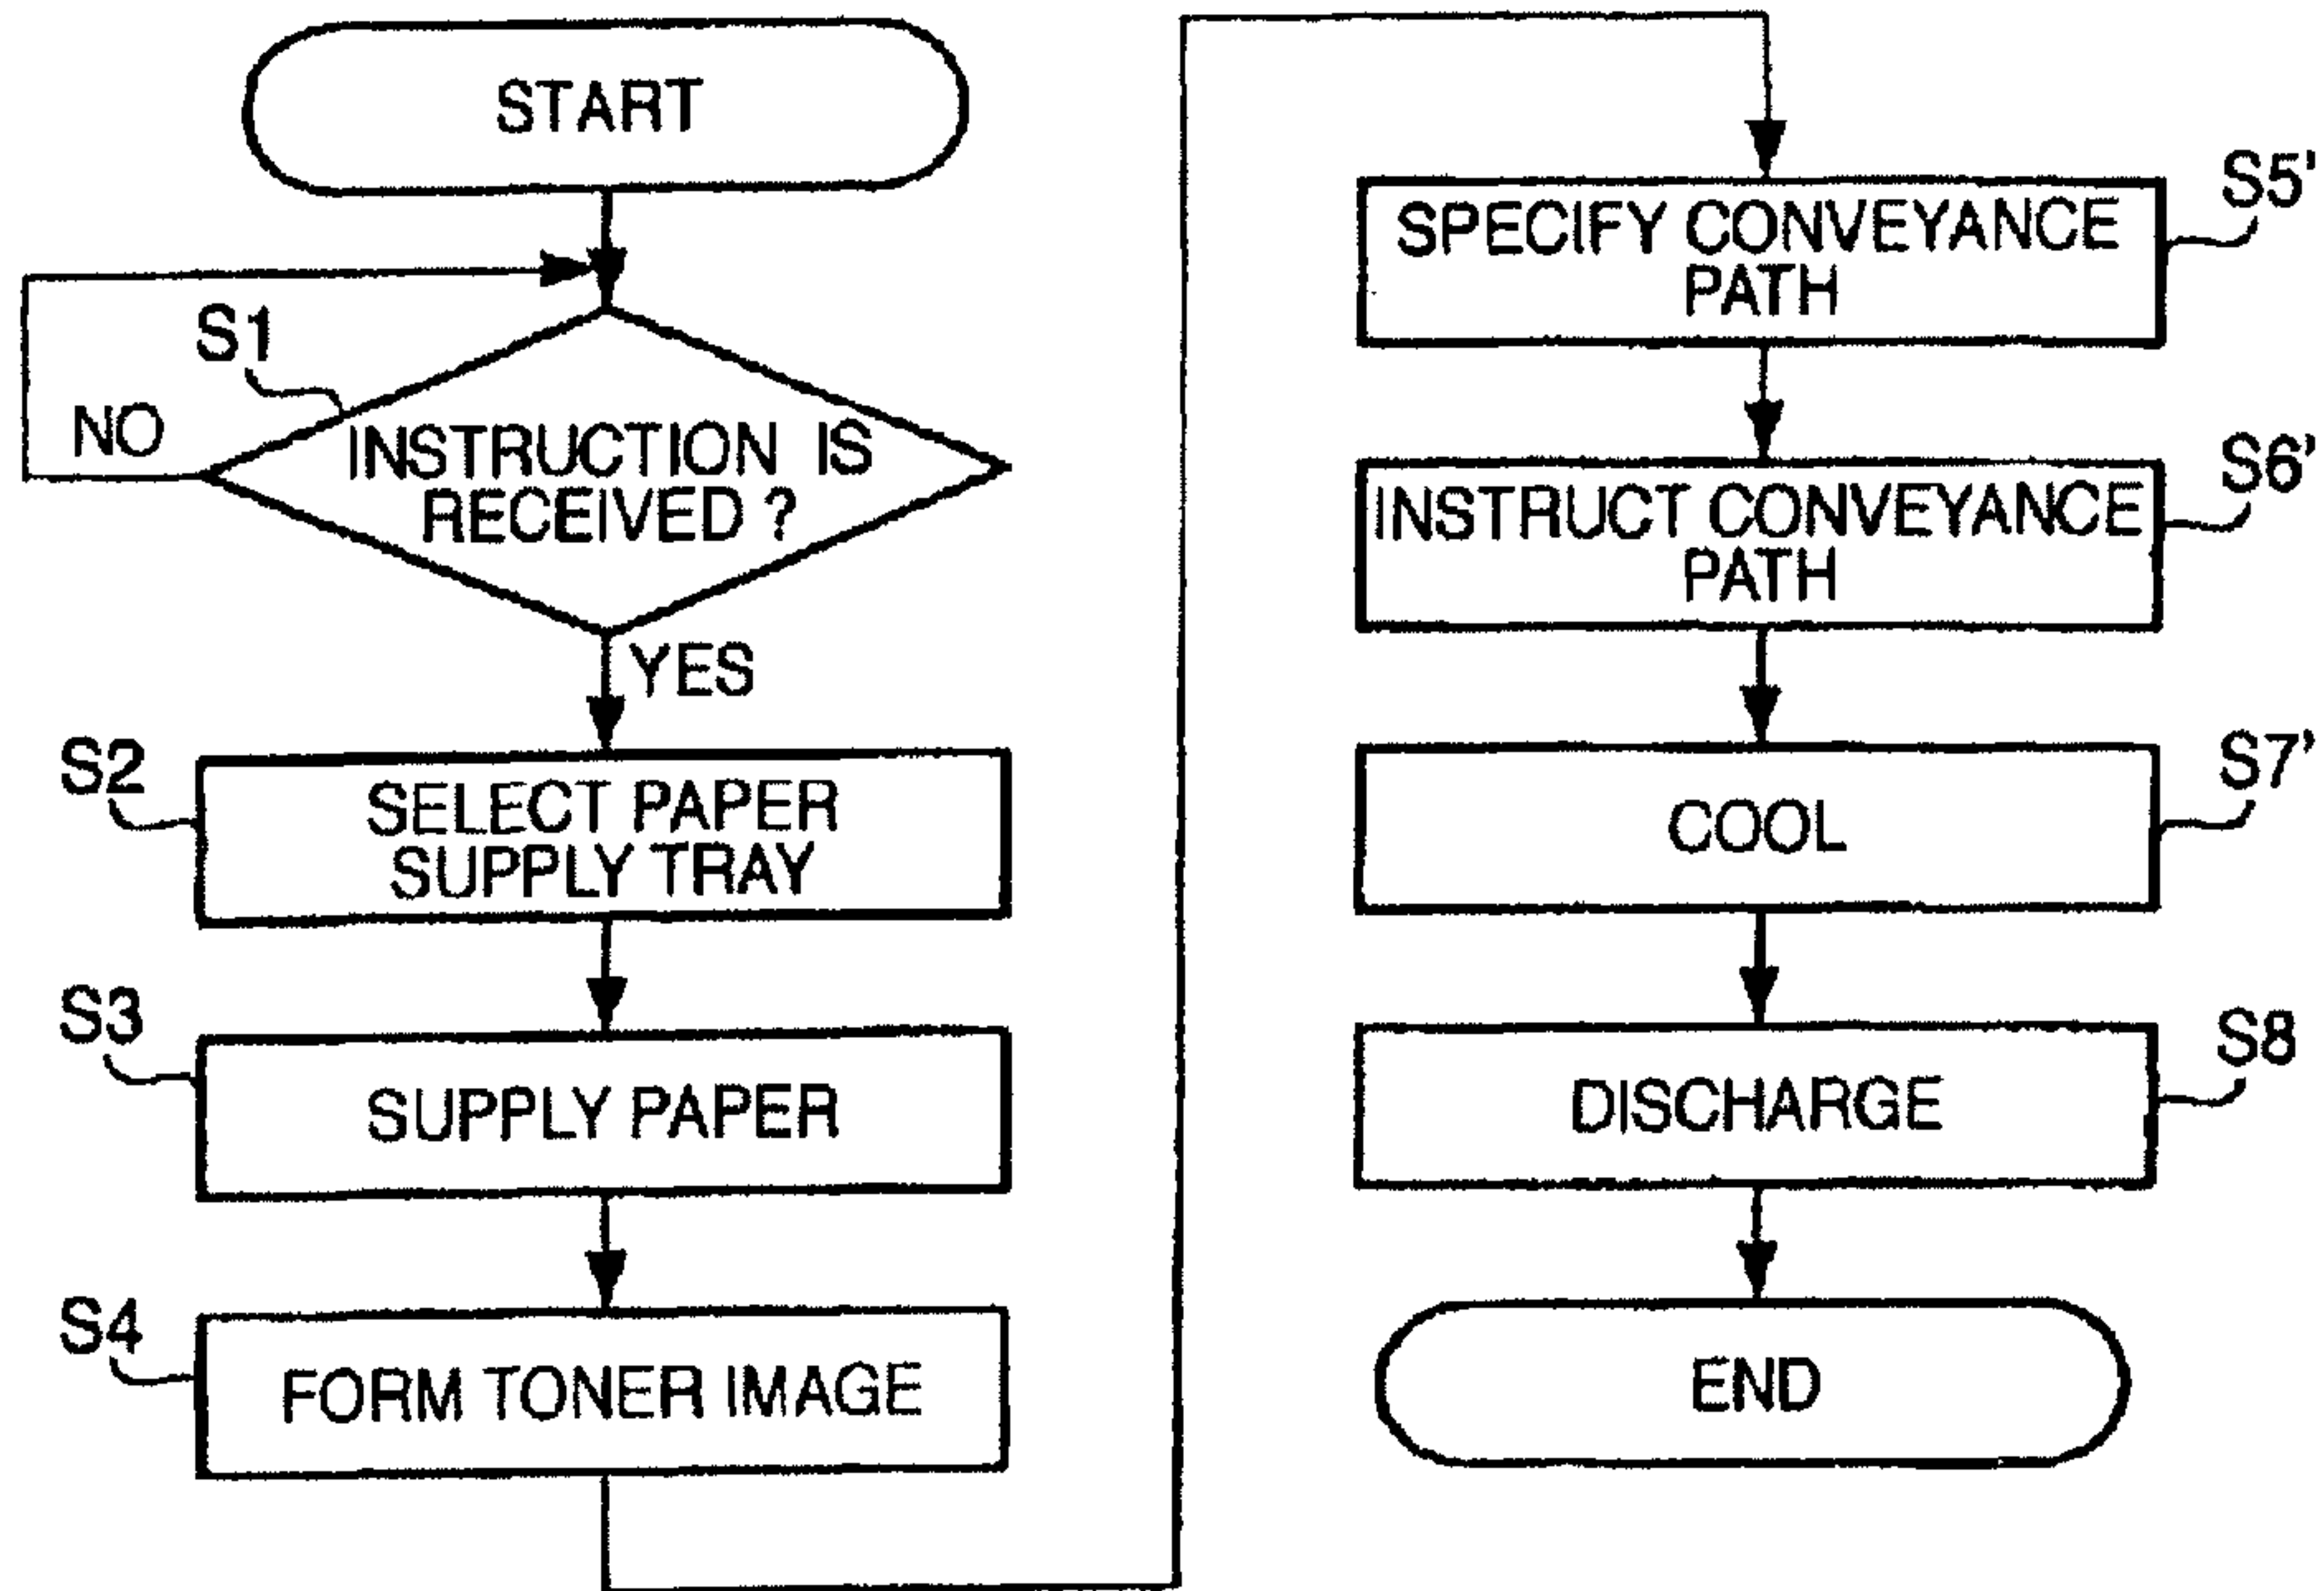 START
S1
NO
INSTRUCTION IS
RECEIVED ?
YES
S2
SELECT PAPER
SUPPLY TRAY
S3
SUPPLY PAPER
S4
FORM TONER IMAGE
S5'
SPECIFY CONVEYANCE
PATH
S6'
INSTRUCT CONVEYANCE
PATH
S7'
COOL
S8
DISCHARGE
END